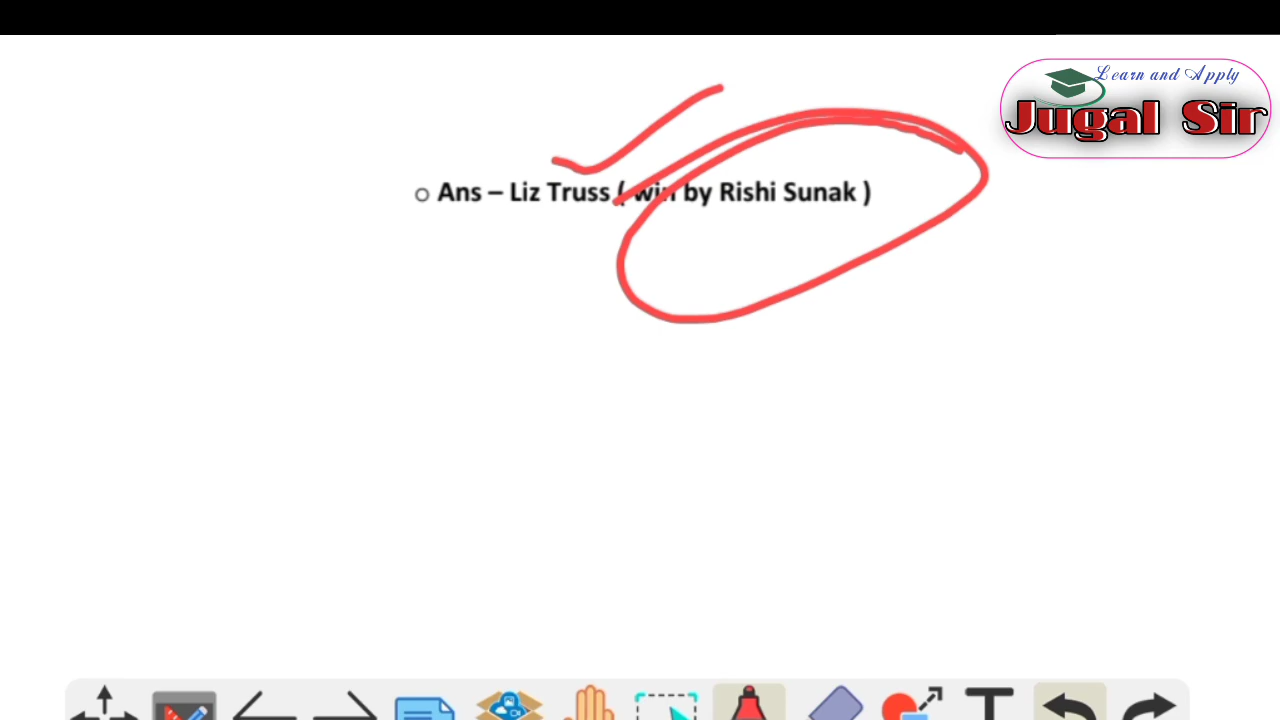 Learn and Apply
Jugal Sir
○ Ans – Liz Truss ( win by Rishi Sunak )
T